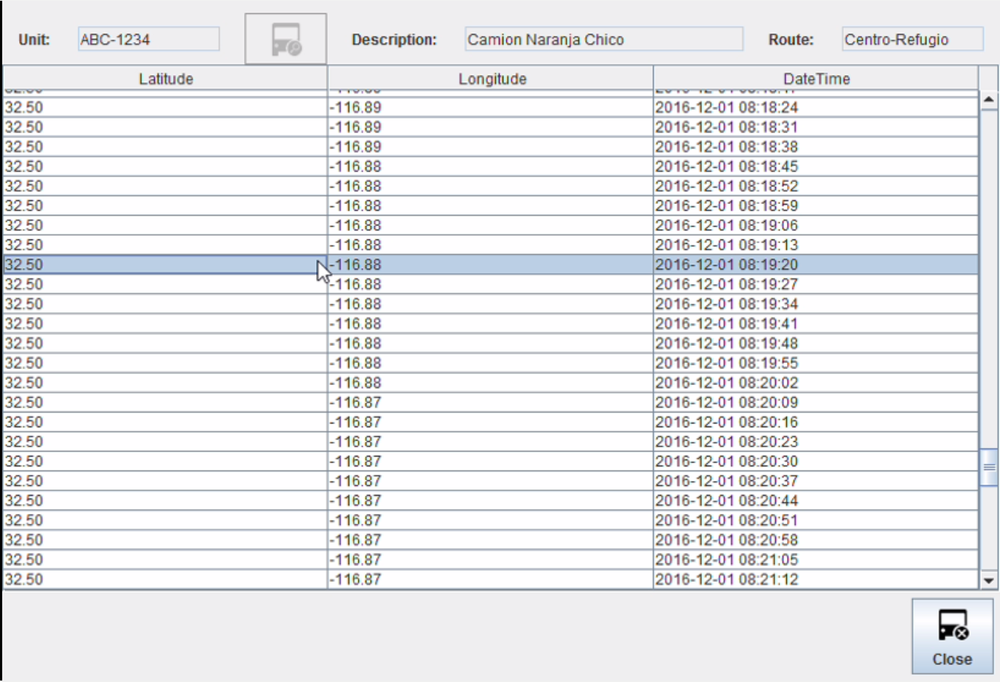 Unit: ABC-1234 Description: Camion Naranja Chico Route: Centro-Refugio
Latitude Longitude DateTime
32.50 -116.89 2016-12-01 08:18:24
32.50 -116.89 2016-12-01 08:18:31
32.50 -116.89 2016-12-01 08:18:38
32.50 -116.88 2016-12-01 08:18:45
32.50 -116.88 2016-12-01 08:18:52
32.50 -116.88 2016-12-01 08:18:59
32.50 -116.88 2016-12-01 08:19:06
32.50 -116.88 2016-12-01 08:19:13
32.50 -116.88 2016-12-01 08:19:20
32.50 -116.88 2016-12-01 08:19:27
32.50 -116.88 2016-12-01 08:19:34
32.50 -116.88 2016-12-01 08:19:41
32.50 -116.88 2016-12-01 08:19:48
32.50 -116.88 2016-12-01 08:19:55
32.50 -116.88 2016-12-01 08:20:02
32.50 -116.87 2016-12-01 08:20:09
32.50 -116.87 2016-12-01 08:20:16
32.50 -116.87 2016-12-01 08:20:23
32.50 -116.87 2016-12-01 08:20:30
32.50 -116.87 2016-12-01 08:20:37
32.50 -116.87 2016-12-01 08:20:44
32.50 -116.87 2016-12-01 08:20:51
32.50 -116.87 2016-12-01 08:20:58
32.50 -116.87 2016-12-01 08:21:05
32.50 -116.87 2016-12-01 08:21:12
Close